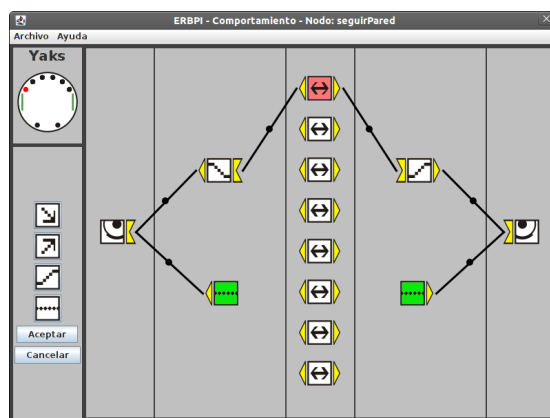 ERBPI - Comportamiento - Nodo: seguirPared
Archivo Ayuda
Yaks
Aceptar
Cancelar